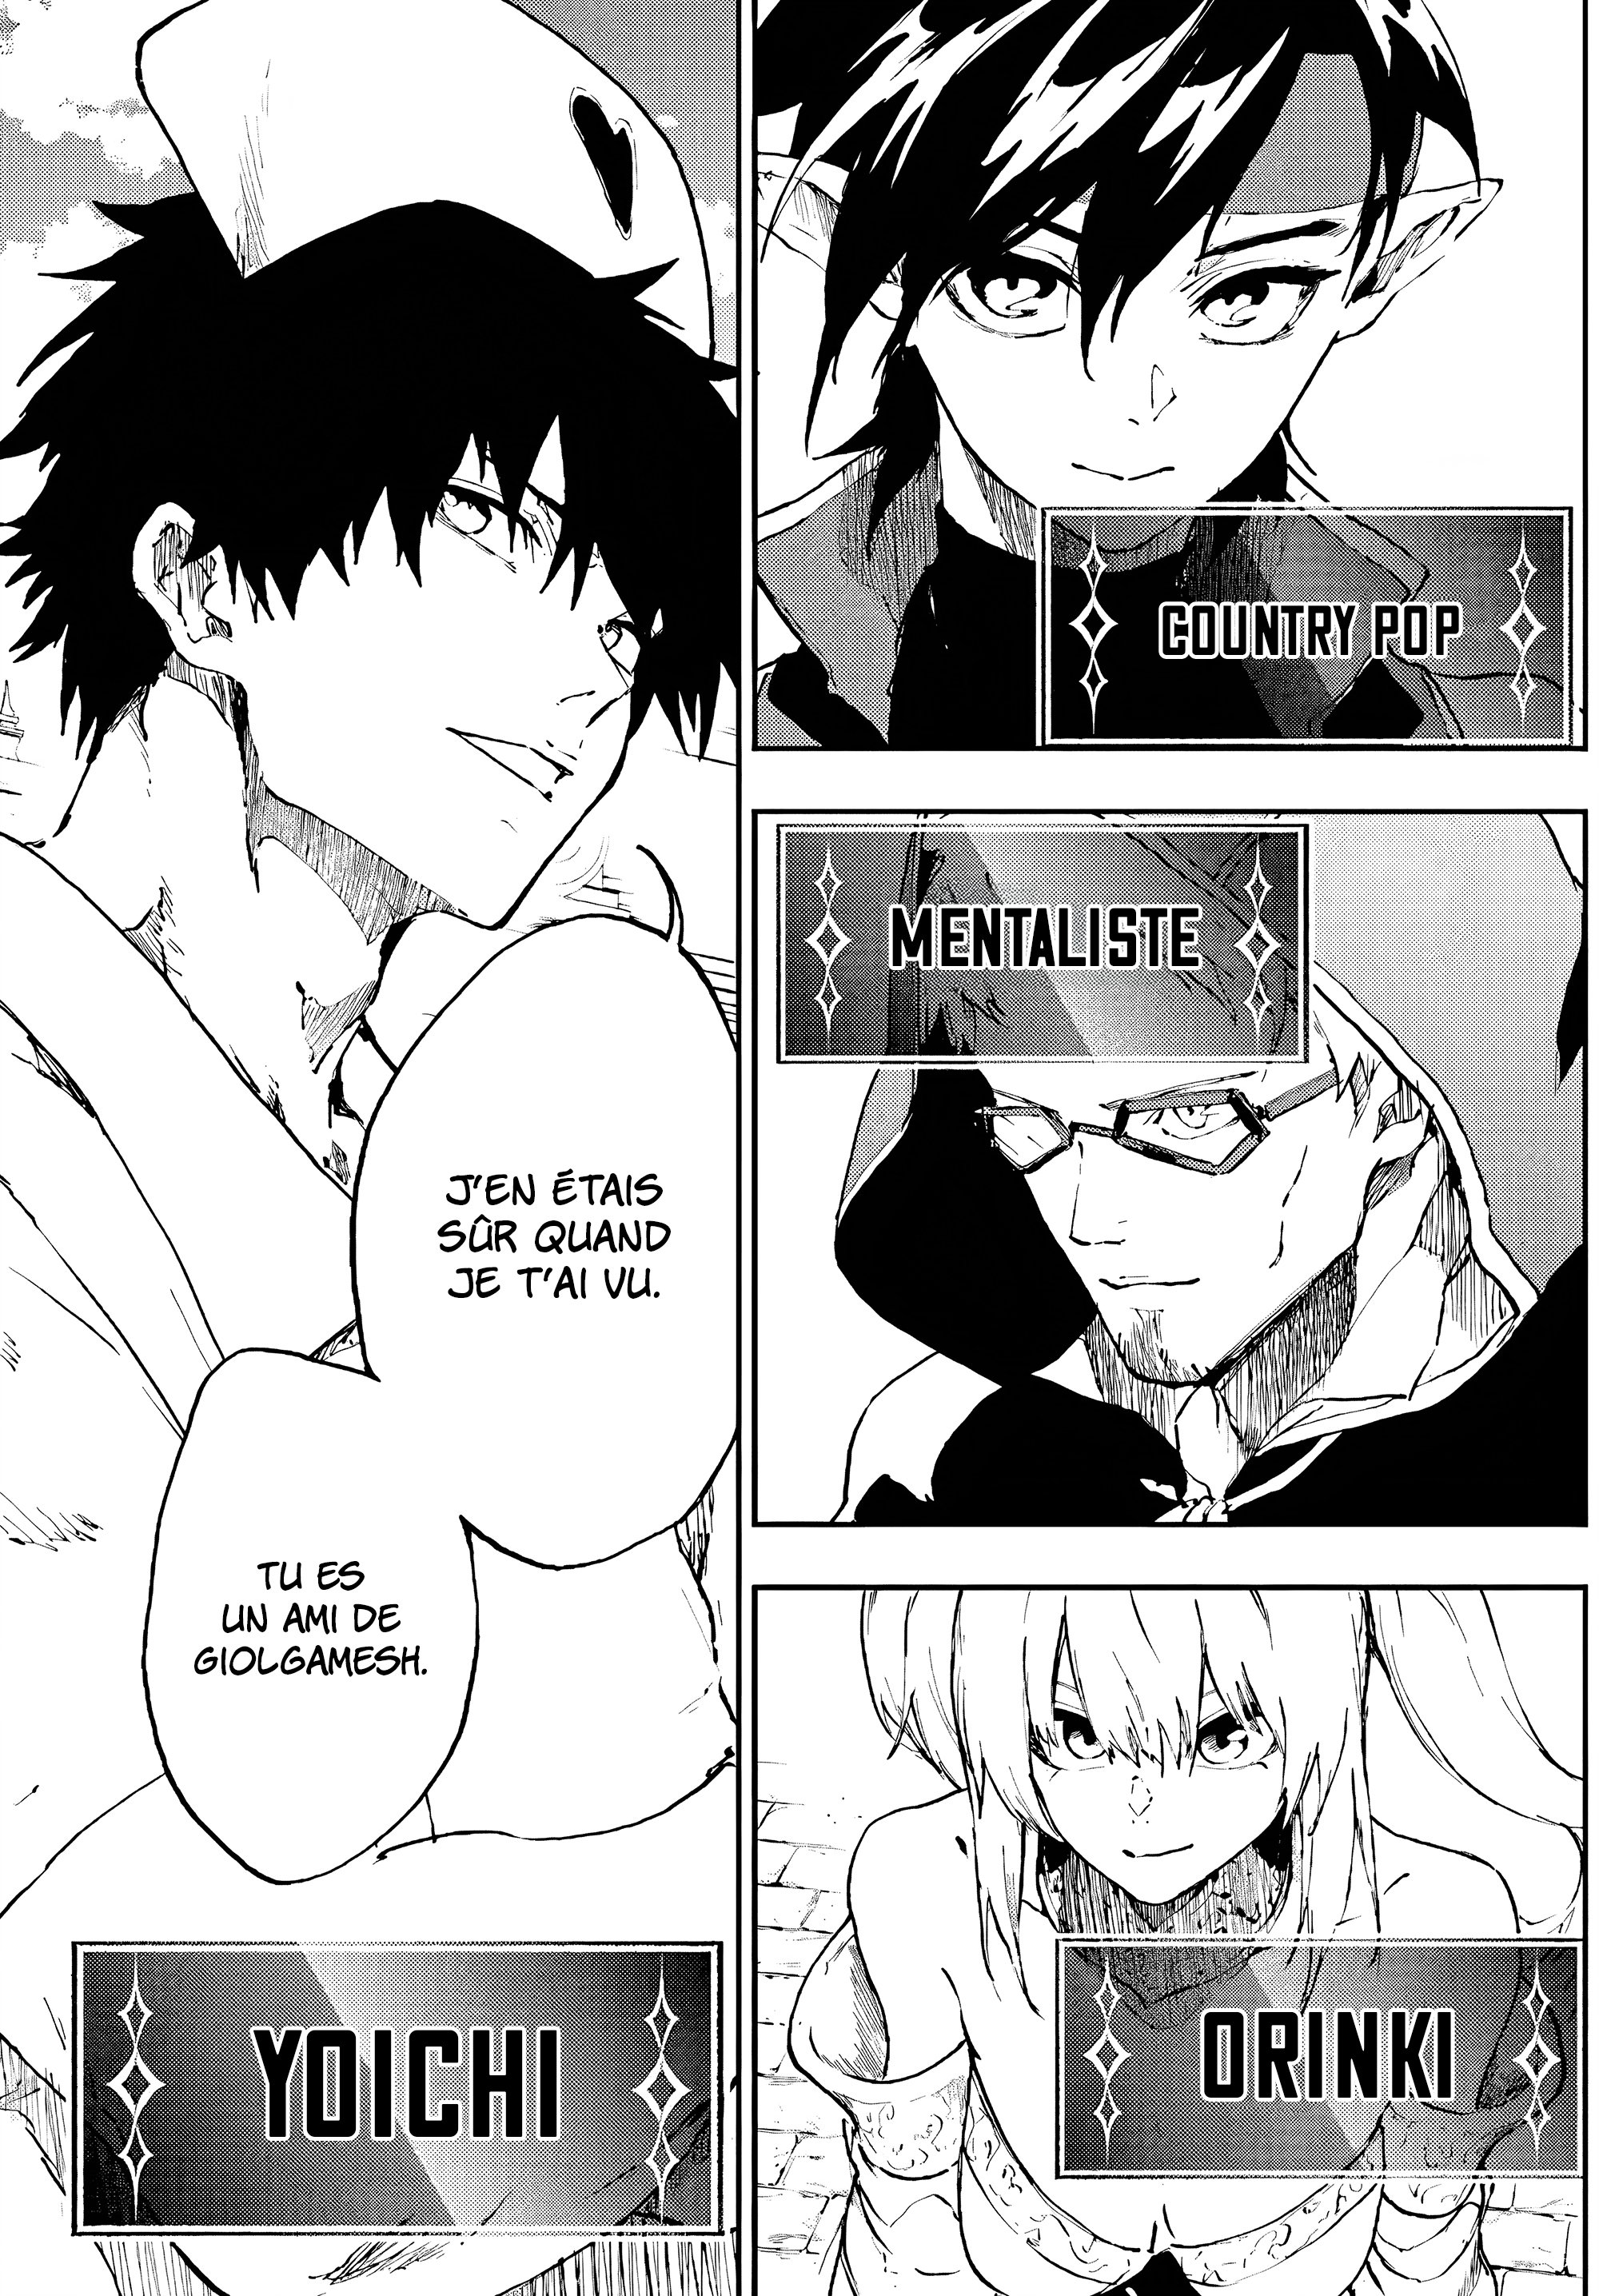 COUNTRY POP
MENTALISTE
ORINKI
J'EN ÉTAIS
SÛR QUAND
JE T'AI VU.
TU ES
UN AMI DE
GIOLGAMESH.
YOICHI